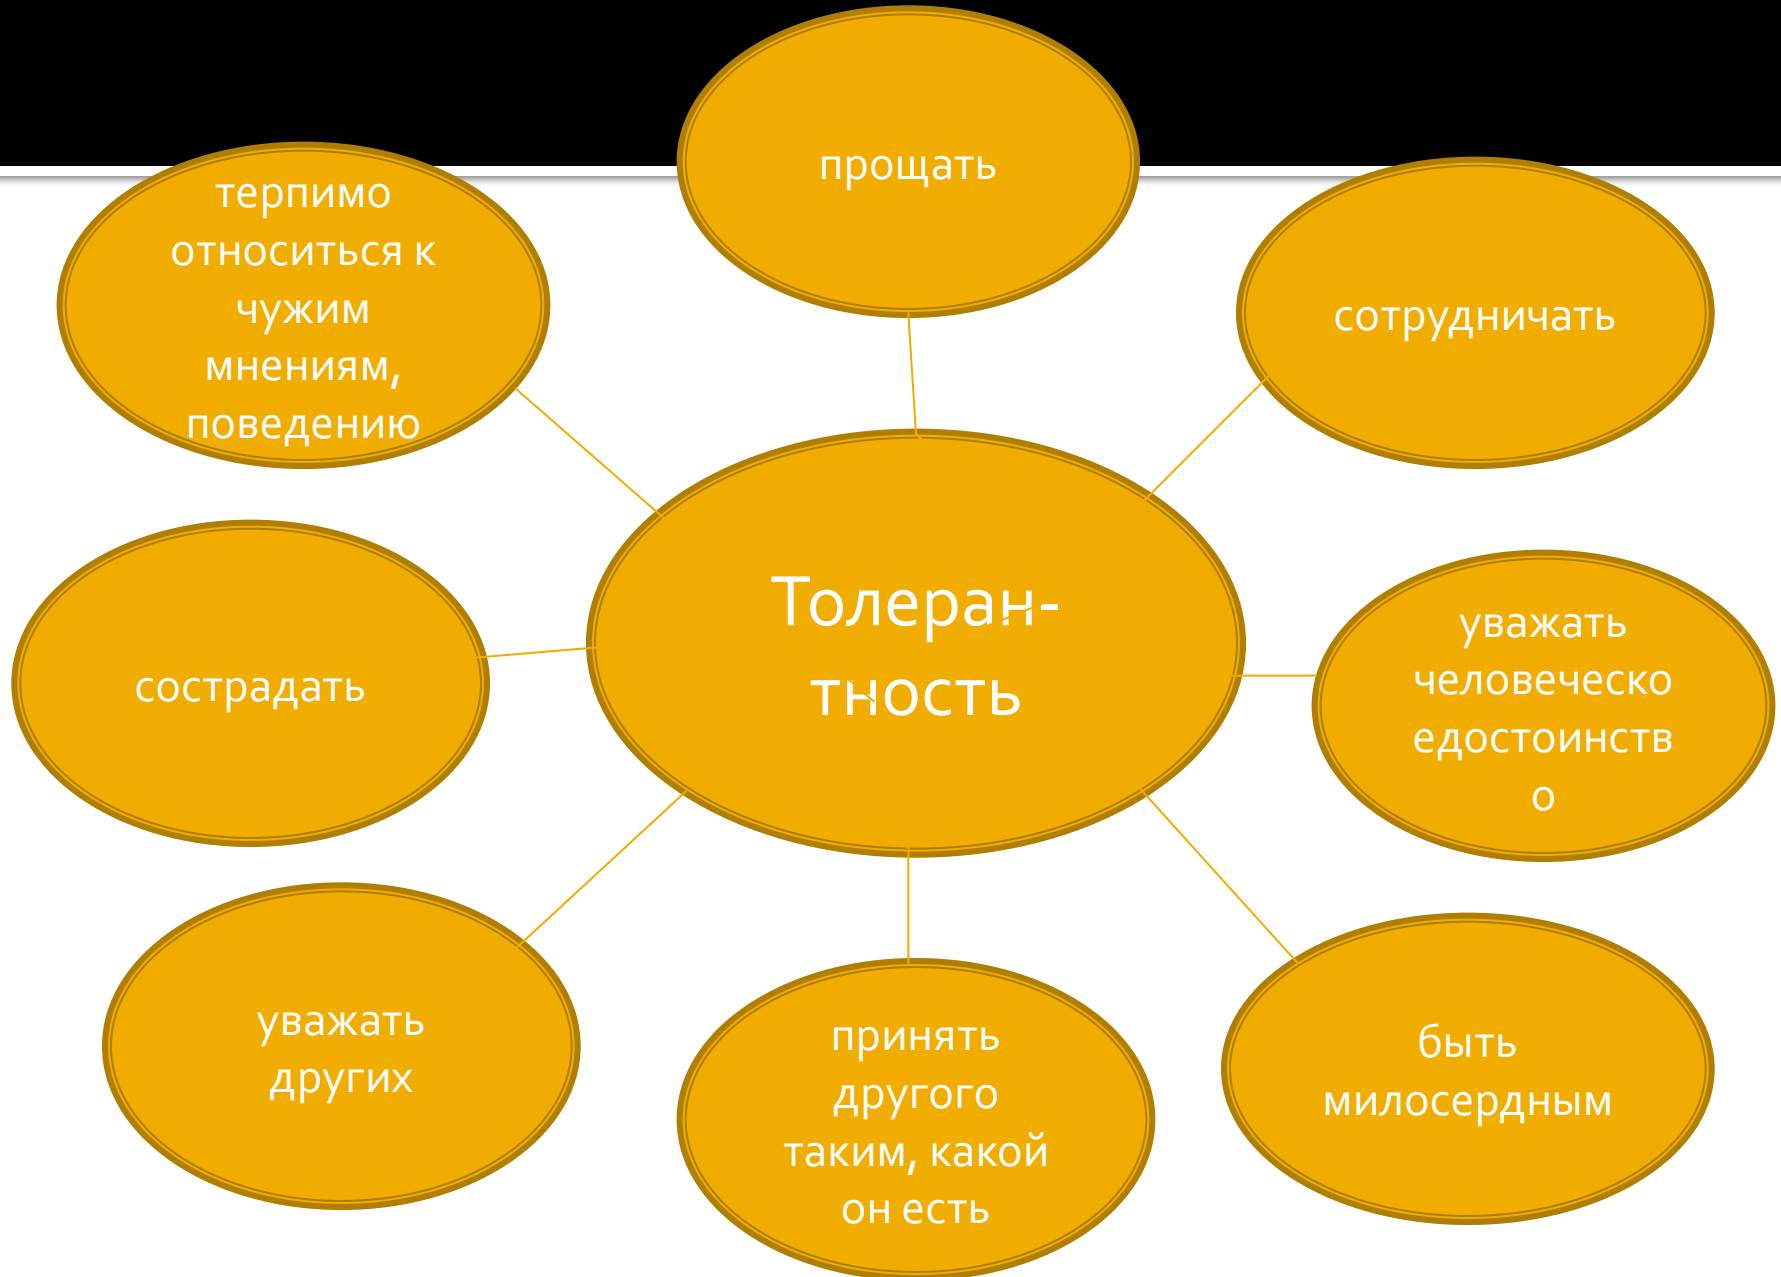 прощать
терпимо
относиться к
чужим
мнениям,
поведению
сотрудничать
Толеран-
тность
уважать
человеческо
едостоинств
о
сострадать
уважать
других
принять
другого
таким, какой
он есть
быть
милосердным